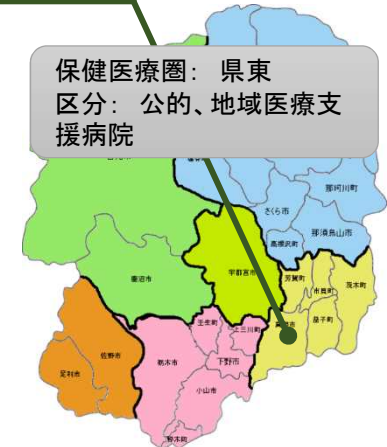 保健医療圏： 県東
区分： 公的、地域医療支
援病院
那珂川町
さくら市
那須烏山市
高根沢町
宇都宮市
芳賀町
茂木町
市貝町
鹿沼市
益子町
壬生町
上三川町
佐野市
栃木市
下野市
足利市
小山市
野木町